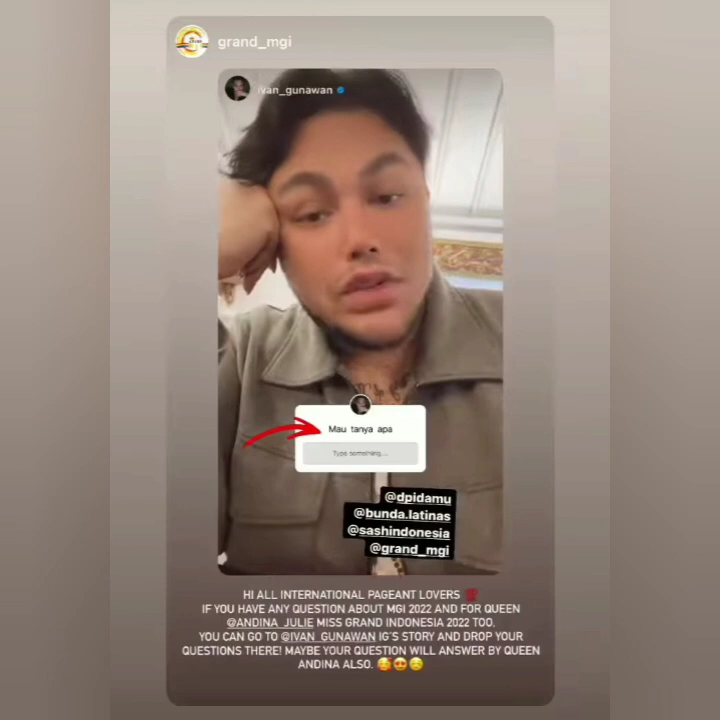 grand_mgi
ivan_gunawan
Mau tanya apa
Type something...
@dpidamu
@bunda.latinas
@sashindonesia
@grand_mgi
HI ALL INTERNATIONAL PAGEANT LOVERS 💯
IF YOU HAVE ANY QUESTION ABOUT MGI 2022 AND FOR QUEEN
@ANDINA_JULIE MISS GRAND INDONESIA 2022 TOO,
YOU CAN GO TO @IVAN_GUNAWAN IG'S STORY AND DROP YOUR
QUESTIONS THERE! MAYBE YOUR QUESTION WILL ANSWER BY QUEEN
ANDINA ALSO. 🥰😍☺️